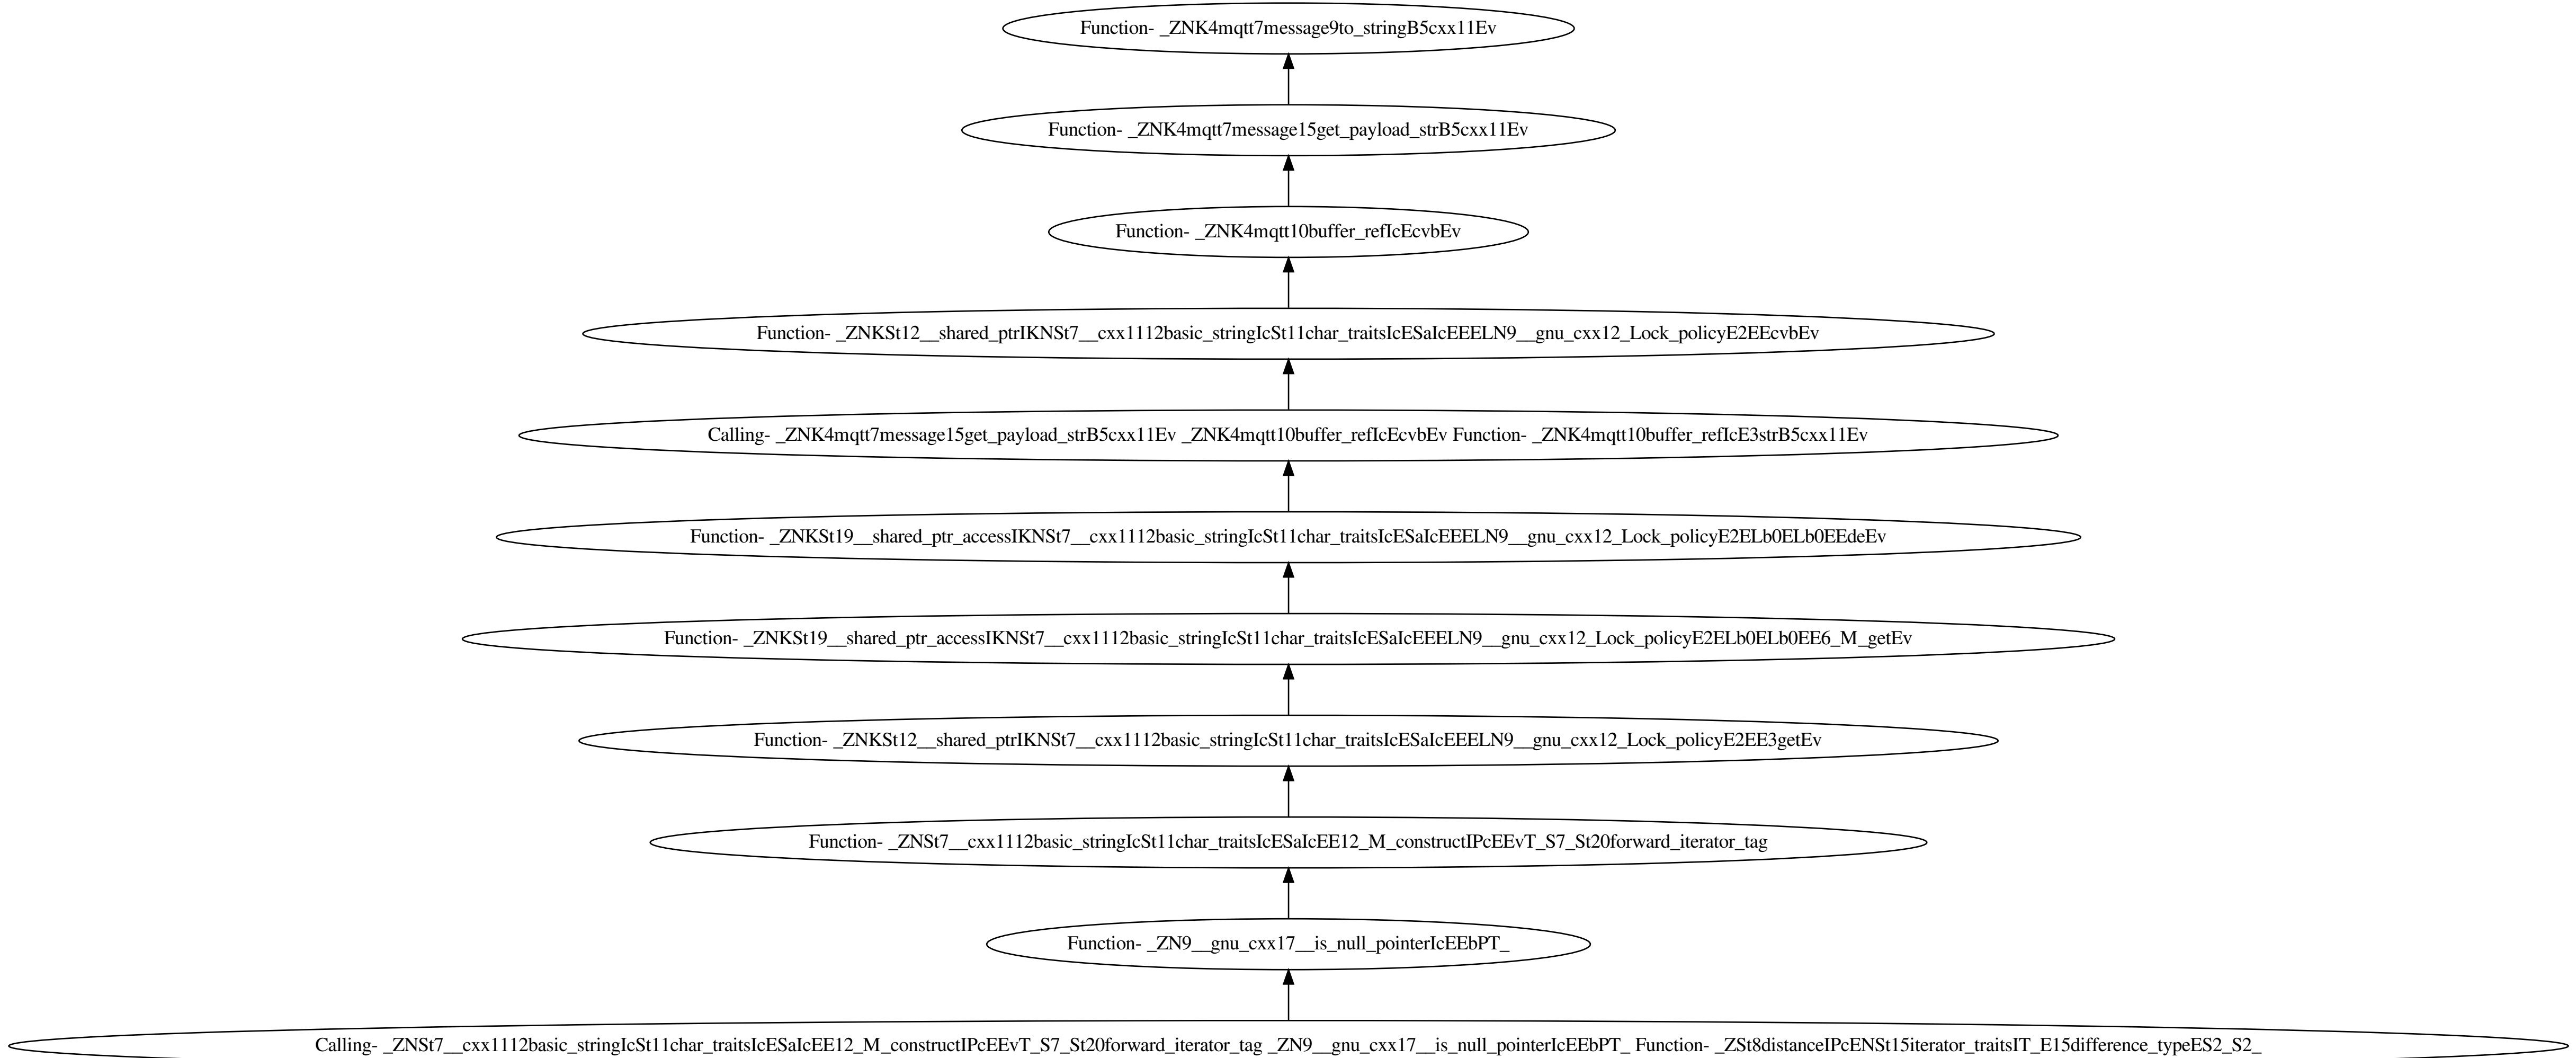 Function- _ZNK4mqtt7message9to_stringB5cxx11Ev
Function- _ZNK4mqtt7message15get_payload_strB5cxx11Ev
Function- _ZNK4mqtt10buffer_refIcEcvbEv
Function- _ZNKSt12__shared_ptrIKNSt7__cxx1112basic_stringIcSt11char_traitsIcESaIcEEELN9__gnu_cxx12_Lock_policyE2EEcvbEv
Calling- _ZNK4mqtt7message15get_payload_strB5cxx11Ev _ZNK4mqtt10buffer_refIcEcvbEv Function- _ZNK4mqtt10buffer_refIcE3strB5cxx11Ev
Function- _ZNKSt19__shared_ptr_accessIKNSt7__cxx1112basic_stringIcSt11char_traitsIcESaIcEEELN9__gnu_cxx12_Lock_policyE2ELb0ELb0EEdeEv
Function- _ZNKSt19__shared_ptr_accessIKNSt7__cxx1112basic_stringIcSt11char_traitsIcESaIcEEELN9__gnu_cxx12_Lock_policyE2ELb0ELb0EE6_M_getEv
Function- _ZNKSt12__shared_ptrIKNSt7__cxx1112basic_stringIcSt11char_traitsIcESaIcEEELN9__gnu_cxx12_Lock_policyE2EE3getEv
Function- _ZNSt7__cxx1112basic_stringIcSt11char_traitsIcESaIcEE12_M_constructIPcEEvT_S7_St20forward_iterator_tag
Function- _ZN9__gnu_cxx17__is_null_pointerIcEEbPT_
Calling- _ZNSt7__cxx1112basic_stringIcSt11char_traitsIcESaIcEE12_M_constructIPcEEvT_S7_St20forward_iterator_tag _ZN9__gnu_cxx17__is_null_pointerIcEEbPT_ Function- _ZSt8distanceIPcENSt15iterator_traitsIT_E15difference_typeES2_S2_